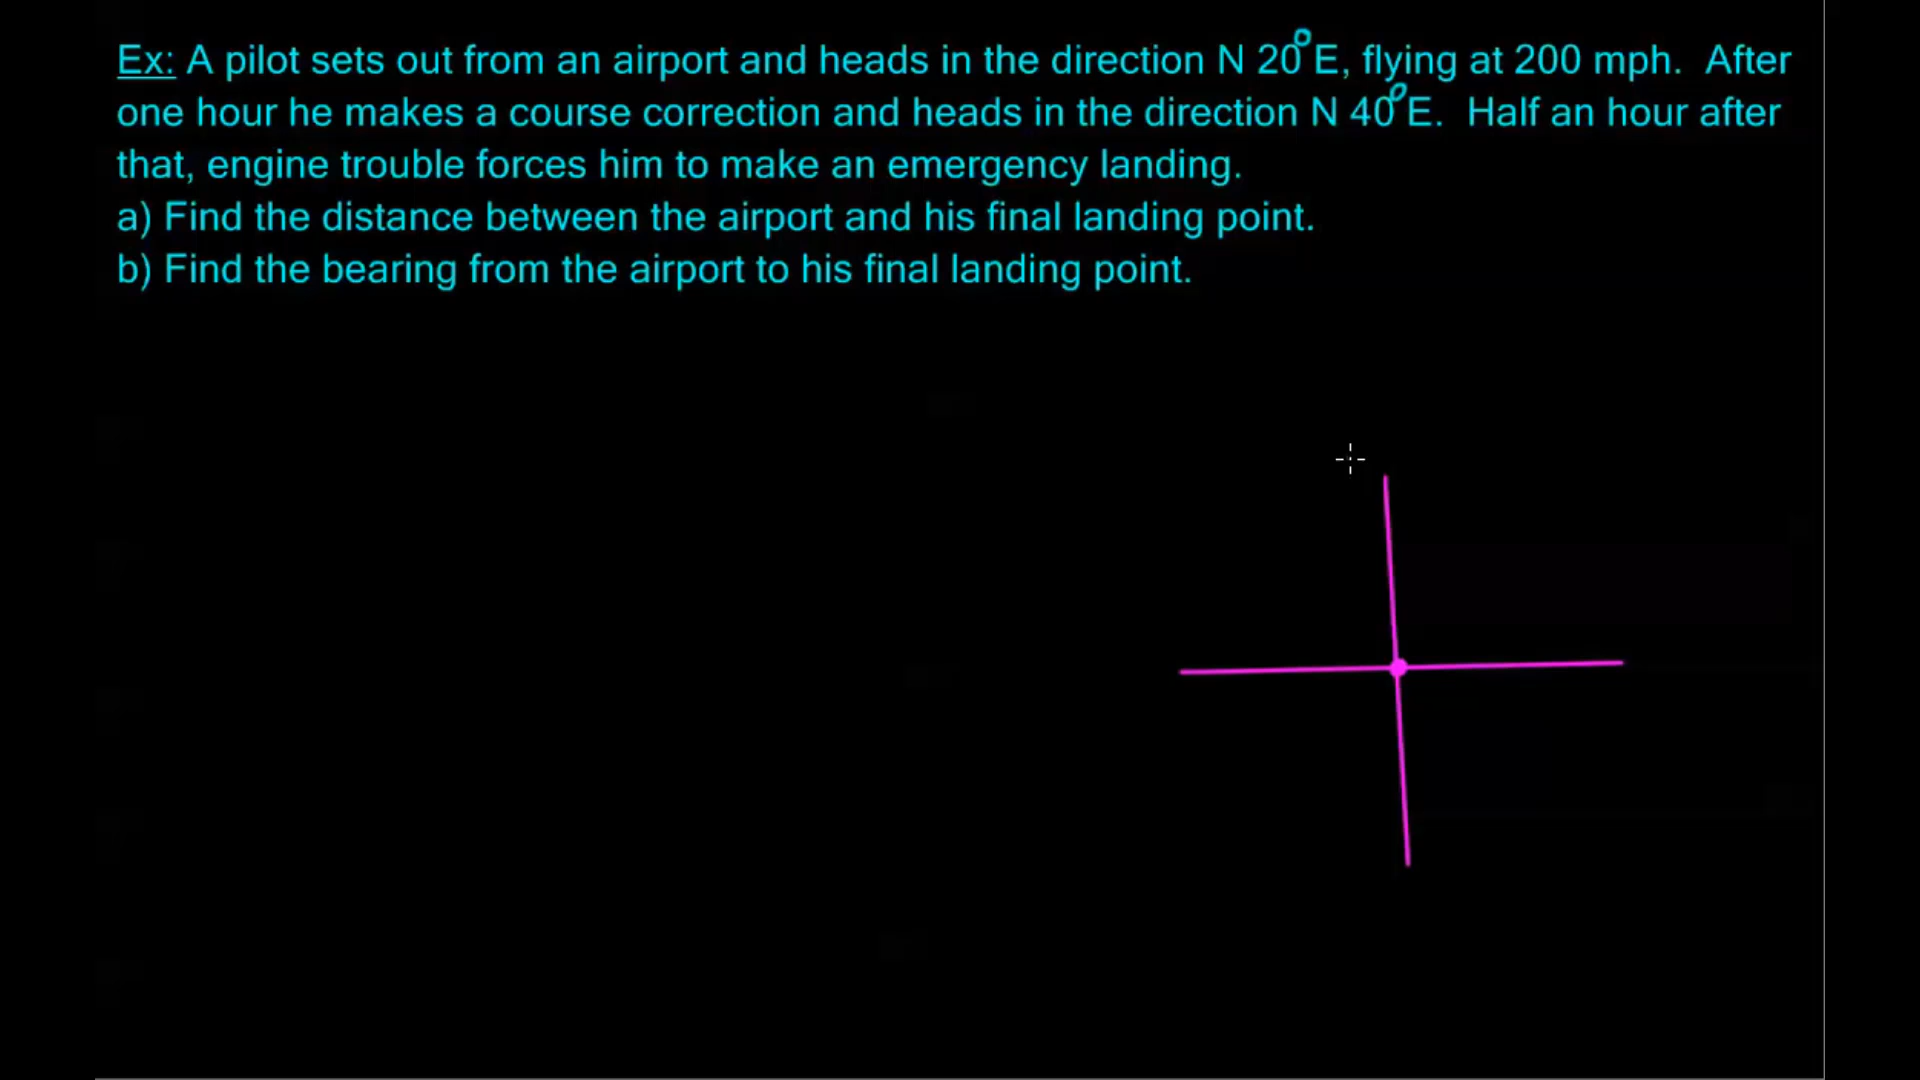 Ex: A pilot sets out from an airport and heads in the direction N 20°E, flying at 200 mph.  After
one hour he makes a course correction and heads in the direction N 40°E.  Half an hour after
that, engine trouble forces him to make an emergency landing.
a) Find the distance between the airport and his final landing point.
b) Find the bearing from the airport to his final landing point.